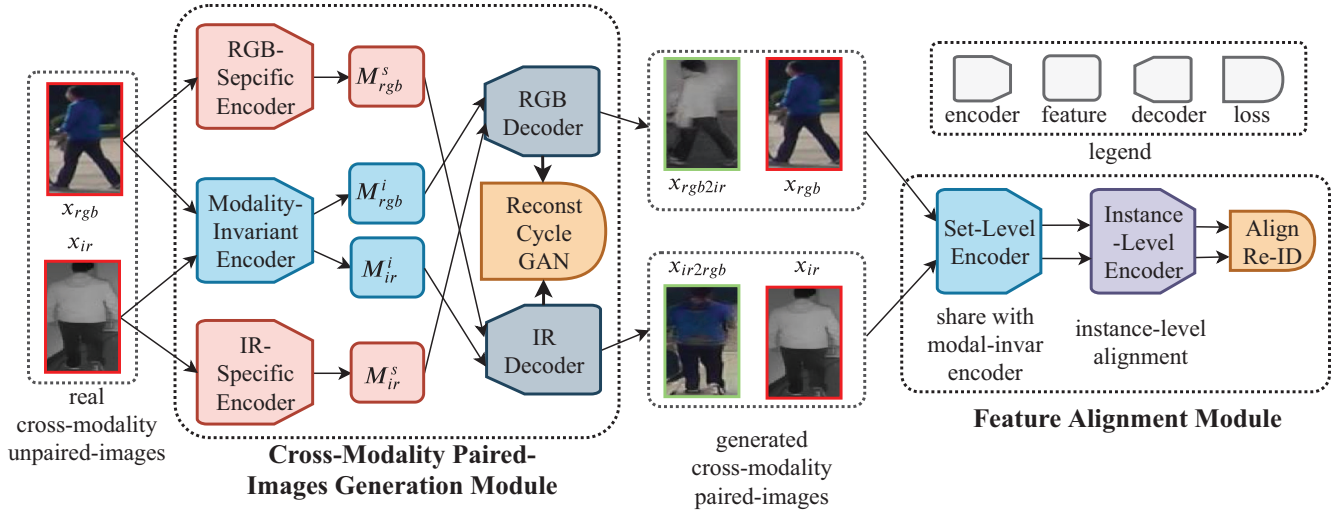 x_rgb
x_ir
real
cross-modality
unpaired-images
RGB-
Sepcific
Encoder
M^s_rgb
Modality-
Invariant
Encoder
M^i_rgb
M^i_ir
IR-
Specific
Encoder
M^s_ir
RGB
Decoder
Reconst
Cycle
GAN
IR
Decoder
Cross-Modality Paired-
Images Generation Module
x_rgb2ir
x_rgb
x_ir2rgb
x_ir
generated
cross-modality
paired-images
encoder
feature
decoder
loss
legend
Set-Level
Encoder
Instance
-Level
Encoder
Align
Re-ID
share with
modal-invar
encoder
instance-level
alignment
Feature Alignment Module